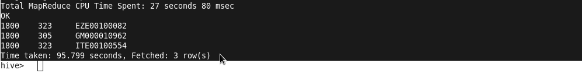 Total MapReduce CPU Time Spent: 27 seconds 80 msec
OK
1800 323 EZE00100082
1800 305 GM000010962
1800 323 ITE00100554
Time taken: 95.799 seconds, Fetched: 3 row(s)
hive>